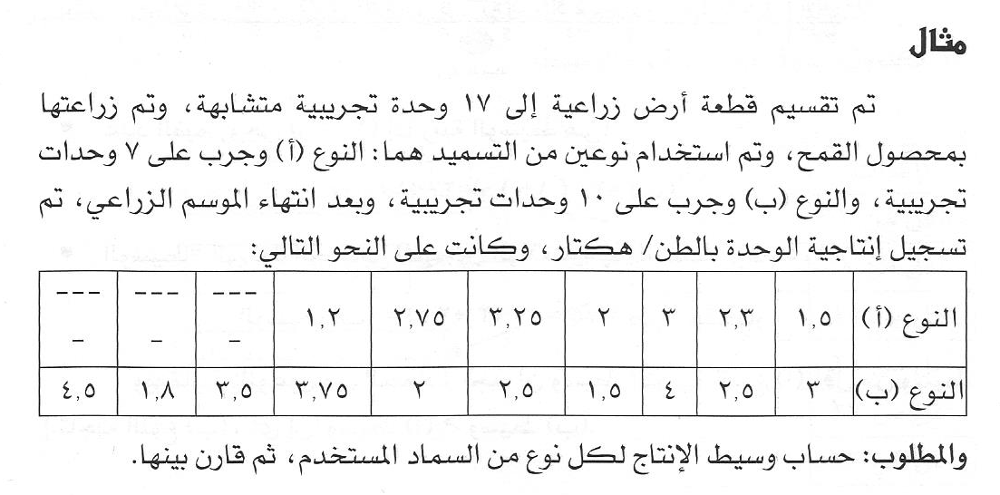 مثال
تم تقسيم قطعة أرض زراعية إلى ١٧ وحدة تجريبية متشابهة، وتم زراعتها
بمحصول القمح، وتم استخدام نوعين من التسميد هما: النوع (أ) وجرب على ٧ وحدات
تجريبية، والنوع (ب) وجرب على ١٠ وحدات تجريبية، وبعد انتهاء الموسم الزراعي، تم
تسجيل إنتاجية الوحدة بالطن/ هكتار، وكانت على النحو التالي:
النوع (أ) ١,٥ ٢,٣ ٣ ٢ ٣,٢٥ ٢,٧٥ ١,٢ ---- ---- ----
النوع (ب) ٣ ٢,٥ ٤ ١,٥ ٢,٥ ٢ ٣,٧٥ ٣,٥ ١,٨ ٤,٥
والمطلوب: حساب وسيط الإنتاج لكل نوع من السماد المستخدم، ثم قارن بينها.